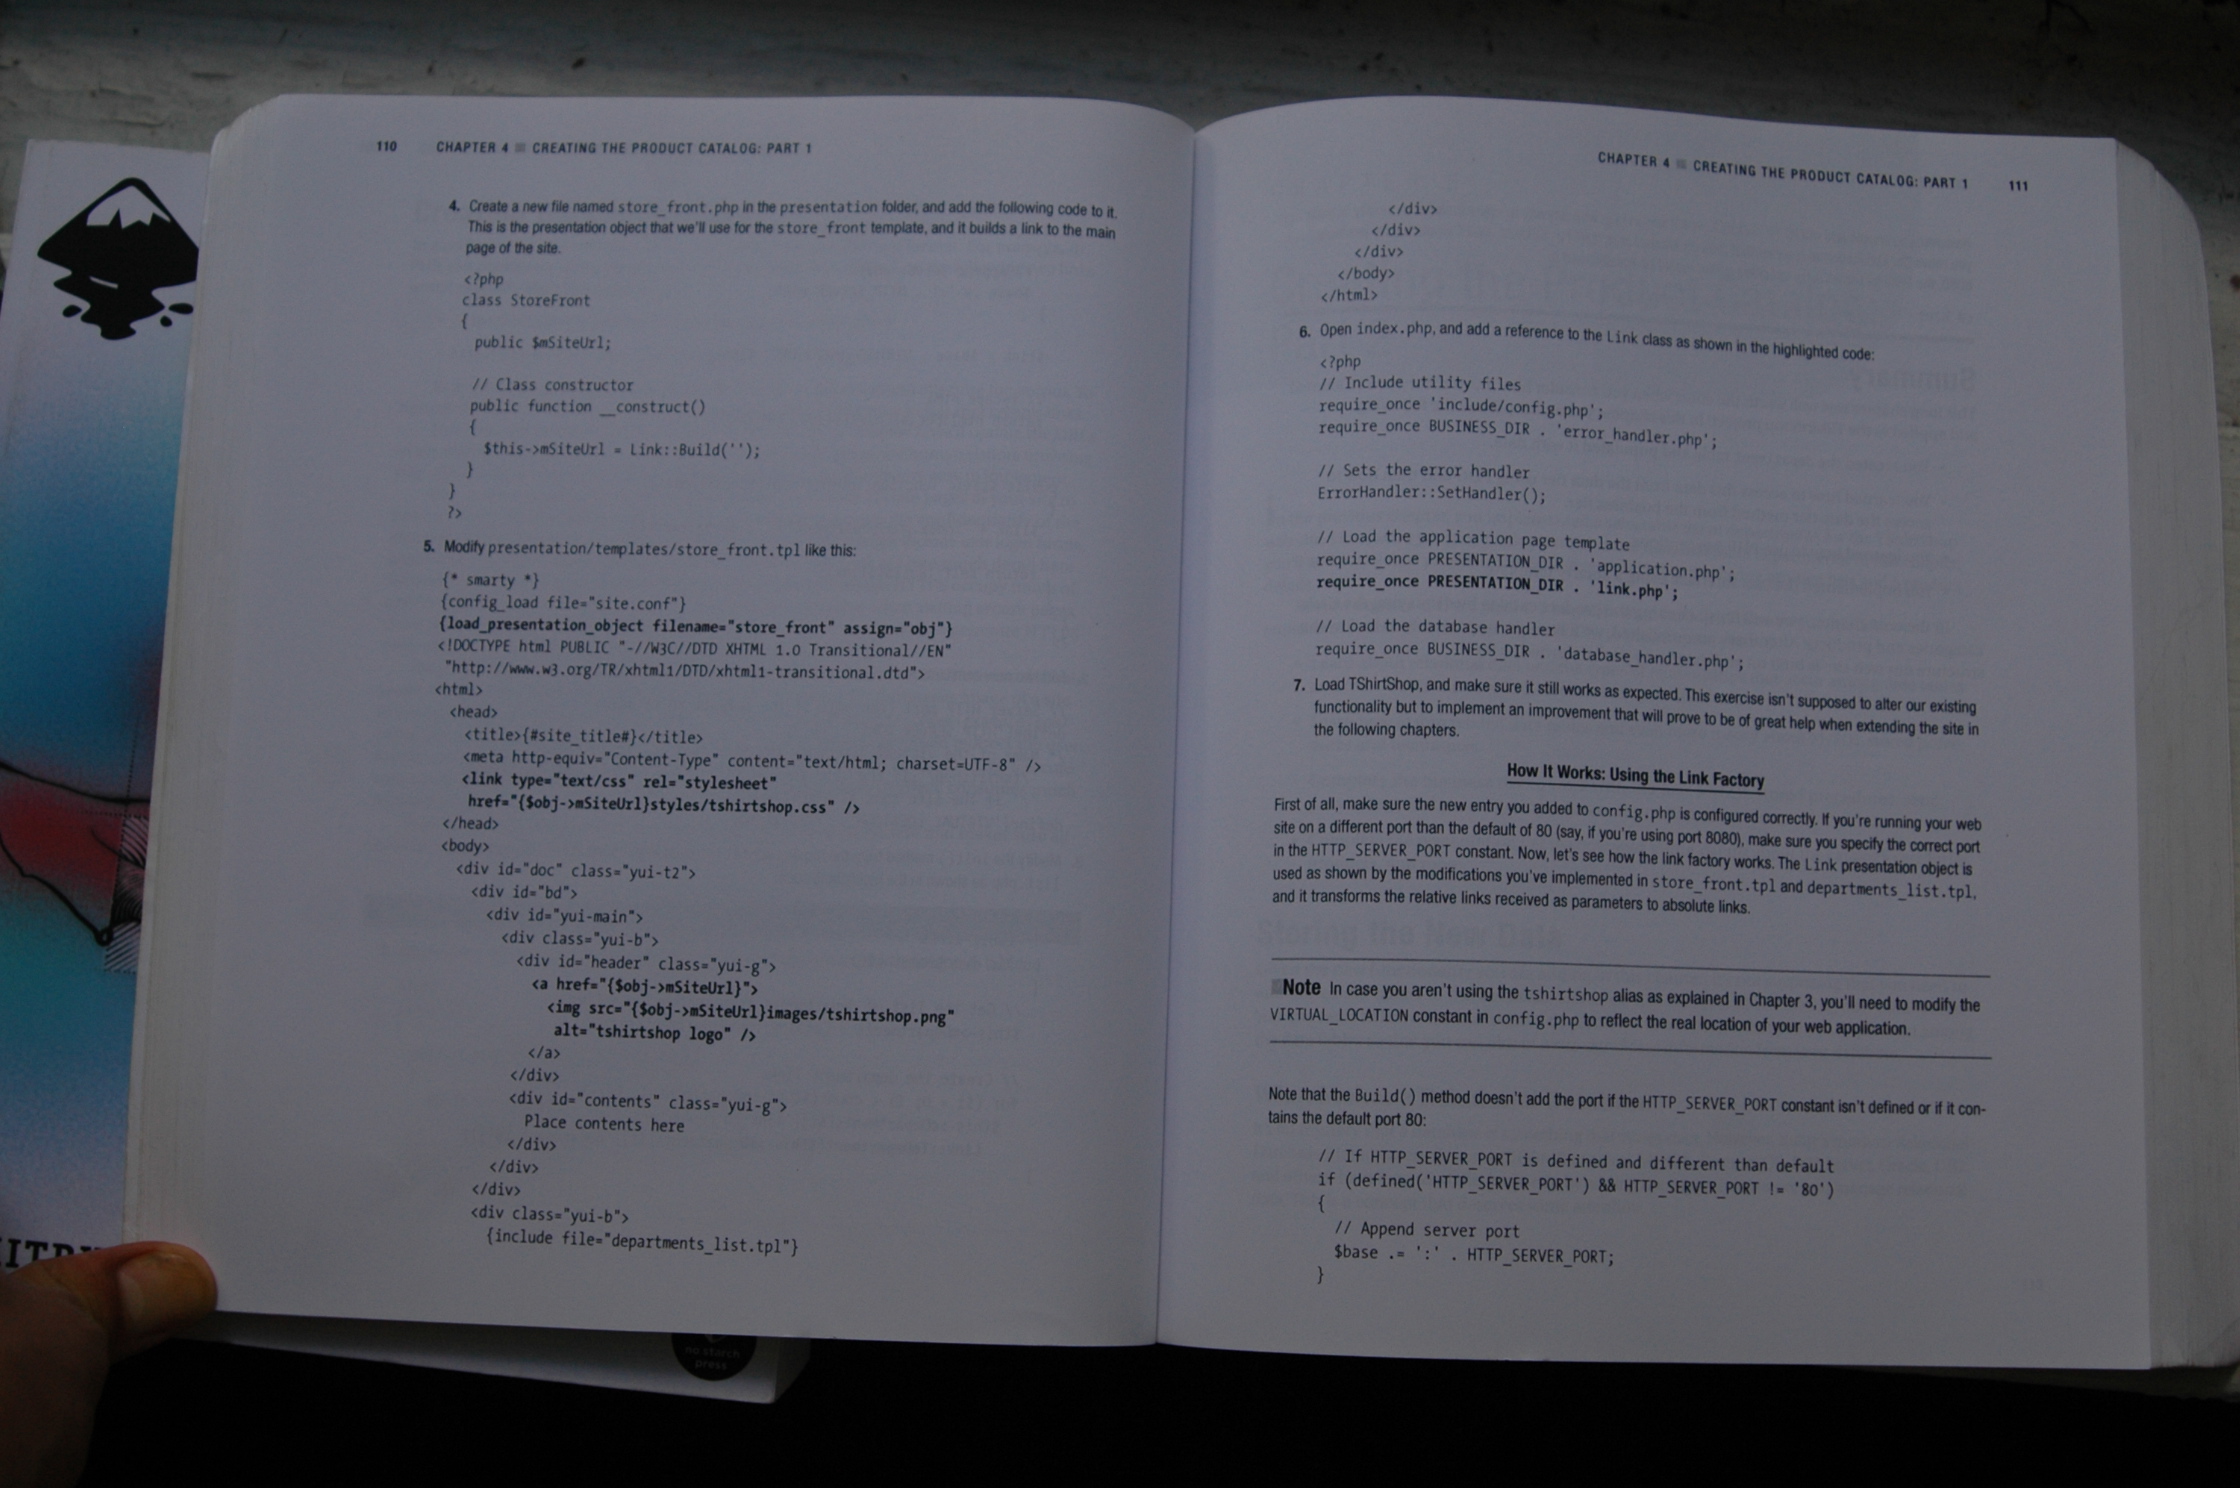 110 CHAPTER 4 ■ CREATING THE PRODUCT CATALOG: PART 1
4. Create a new file named store_front.php in the presentation folder, and add the following code to it.
This is the presentation object that we'll use for the store_front template, and it builds a link to the main
page of the site.
<?php
class StoreFront
{
public $mSiteUrl;
// Class constructor
public function __construct()
{
$this->mSiteUrl = Link::Build('');
}
}
?>
5. Modify presentation/templates/store_front.tpl like this:
{* smarty *}
{config_load file="site.conf"}
{load_presentation_object filename="store_front" assign="obj"}
<!DOCTYPE html PUBLIC "-//W3C//DTD XHTML 1.0 Transitional//EN"
"http://www.w3.org/TR/xhtml1/DTD/xhtml1-transitional.dtd">
<html>
<head>
<title>{#site_title#}</title>
<meta http-equiv="Content-Type" content="text/html; charset=UTF-8" />
<link type="text/css" rel="stylesheet"
href="{$obj->mSiteUrl}styles/tshirtshop.css" />
</head>
<body>
<div id="doc" class="yui-t2">
<div id="bd">
<div id="yui-main">
<div class="yui-b">
<div id="header" class="yui-g">
<a href="{$obj->mSiteUrl}">
<img src="{$obj->mSiteUrl}images/tshirtshop.png"
alt="tshirtshop logo" />
</a>
</div>
<div id="contents" class="yui-g">
Place contents here
</div>
</div>
</div>
<div class="yui-b">
{include file="departments_list.tpl"}
no starch
press
CHAPTER 4 ■ CREATING THE PRODUCT CATALOG: PART 1 111
</div>
</div>
</div>
</body>
</html>
6. Open index.php, and add a reference to the Link class as shown in the highlighted code:
<?php
// Include utility files
require_once 'include/config.php';
require_once BUSINESS_DIR . 'error_handler.php';
// Sets the error handler
ErrorHandler::SetHandler();
// Load the application page template
require_once PRESENTATION_DIR . 'application.php';
require_once PRESENTATION_DIR . 'link.php';
// Load the database handler
require_once BUSINESS_DIR . 'database_handler.php';
7. Load TShirtShop, and make sure it still works as expected. This exercise isn't supposed to alter our existing
functionality but to implement an improvement that will prove to be of great help when extending the site in
the following chapters.
How It Works: Using the Link Factory
First of all, make sure the new entry you added to config.php is configured correctly. If you're running your web
site on a different port than the default of 80 (say, if you're using port 8080), make sure you specify the correct port
in the HTTP_SERVER_PORT constant. Now, let's see how the link factory works. The Link presentation object is
used as shown by the modifications you've implemented in store_front.tpl and departments_list.tpl,
and it transforms the relative links received as parameters to absolute links.
■Note In case you aren't using the tshirtshop alias as explained in Chapter 3, you'll need to modify the
VIRTUAL_LOCATION constant in config.php to reflect the real location of your web application.
Note that the Build() method doesn't add the port if the HTTP_SERVER_PORT constant isn't defined or if it con-
tains the default port 80:
// If HTTP_SERVER_PORT is defined and different than default
if (defined('HTTP_SERVER_PORT') && HTTP_SERVER_PORT != '80')
{
// Append server port
$base .= ':' . HTTP_SERVER_PORT;
}